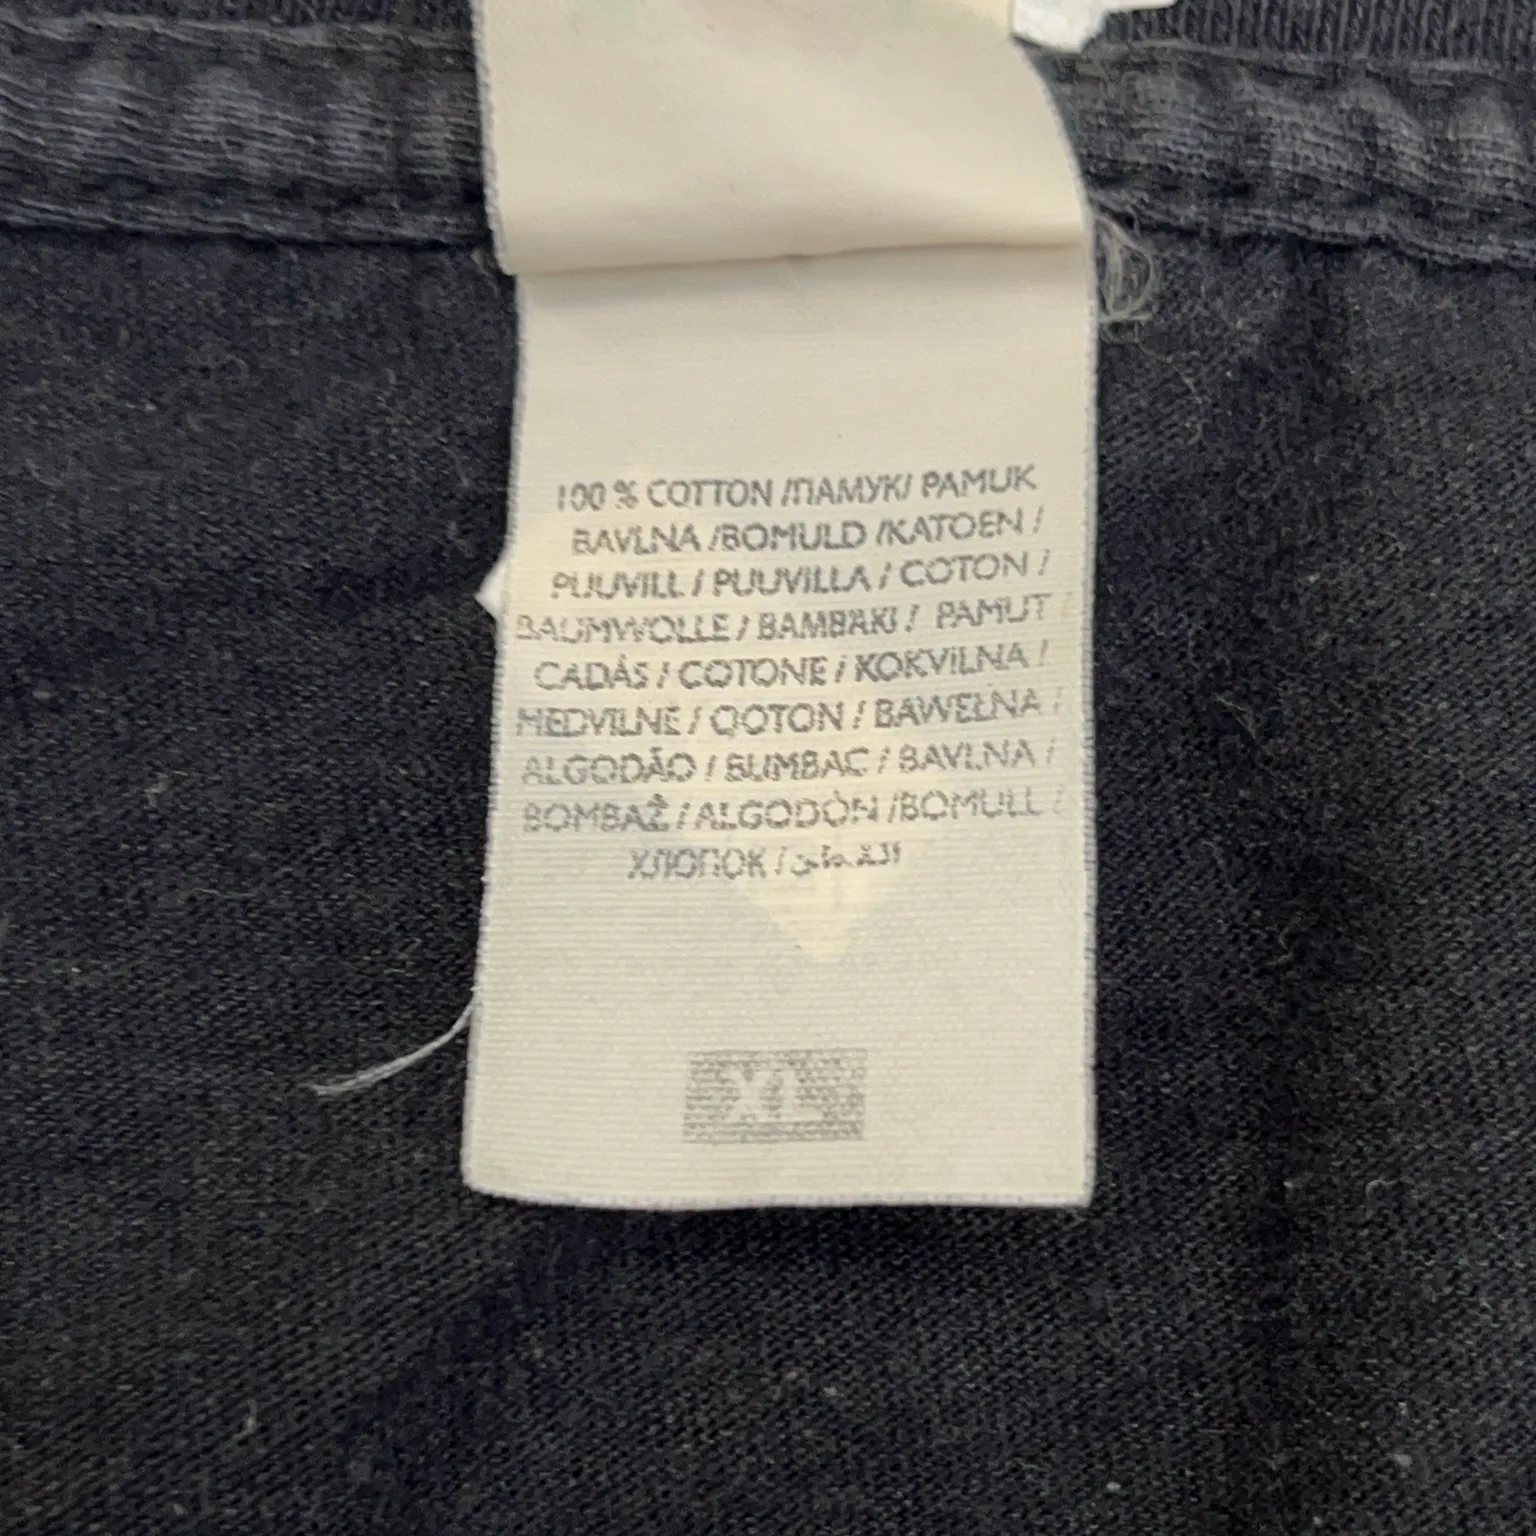 100 % COTTON /ПАМУК/ PAMUK
BAVLNA /BOMULD /KATOEN /
PUUVILL / PUUVILLA / COTON /
BAUMWOLLE / BAMBAKI / PAMUT /
CADÁS / COTONE / KOKVILNA /
MEDVILNE / QOTON / BAWEŁNA /
ALGODÃO / BUMBAC / BAVLNA /
BOMBAŽ / ALGODÓN /BOMULL /
ХЛОПОК /
XL